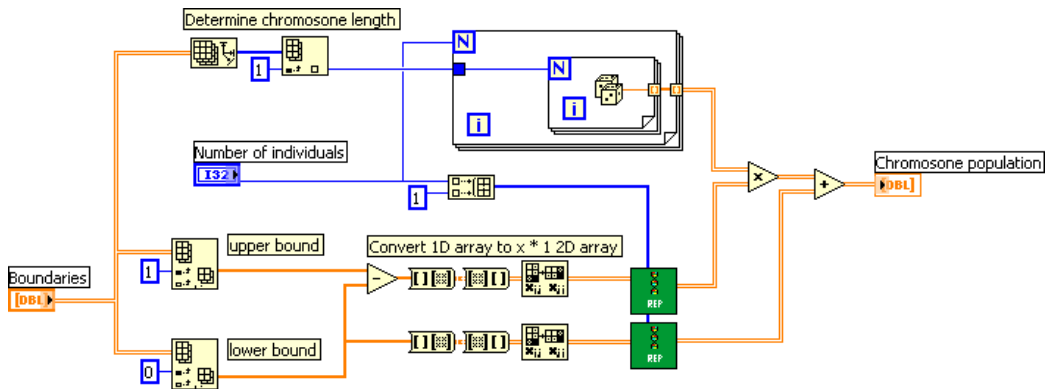 Determine chromosone length
1
N
N
i
i
Number of individuals
I32
1
Chromosone population
[DBL]
upper bound
Convert 1D array to x * 1 2D array
1
Boundaries
[DBL]
REP
lower bound
0
REP